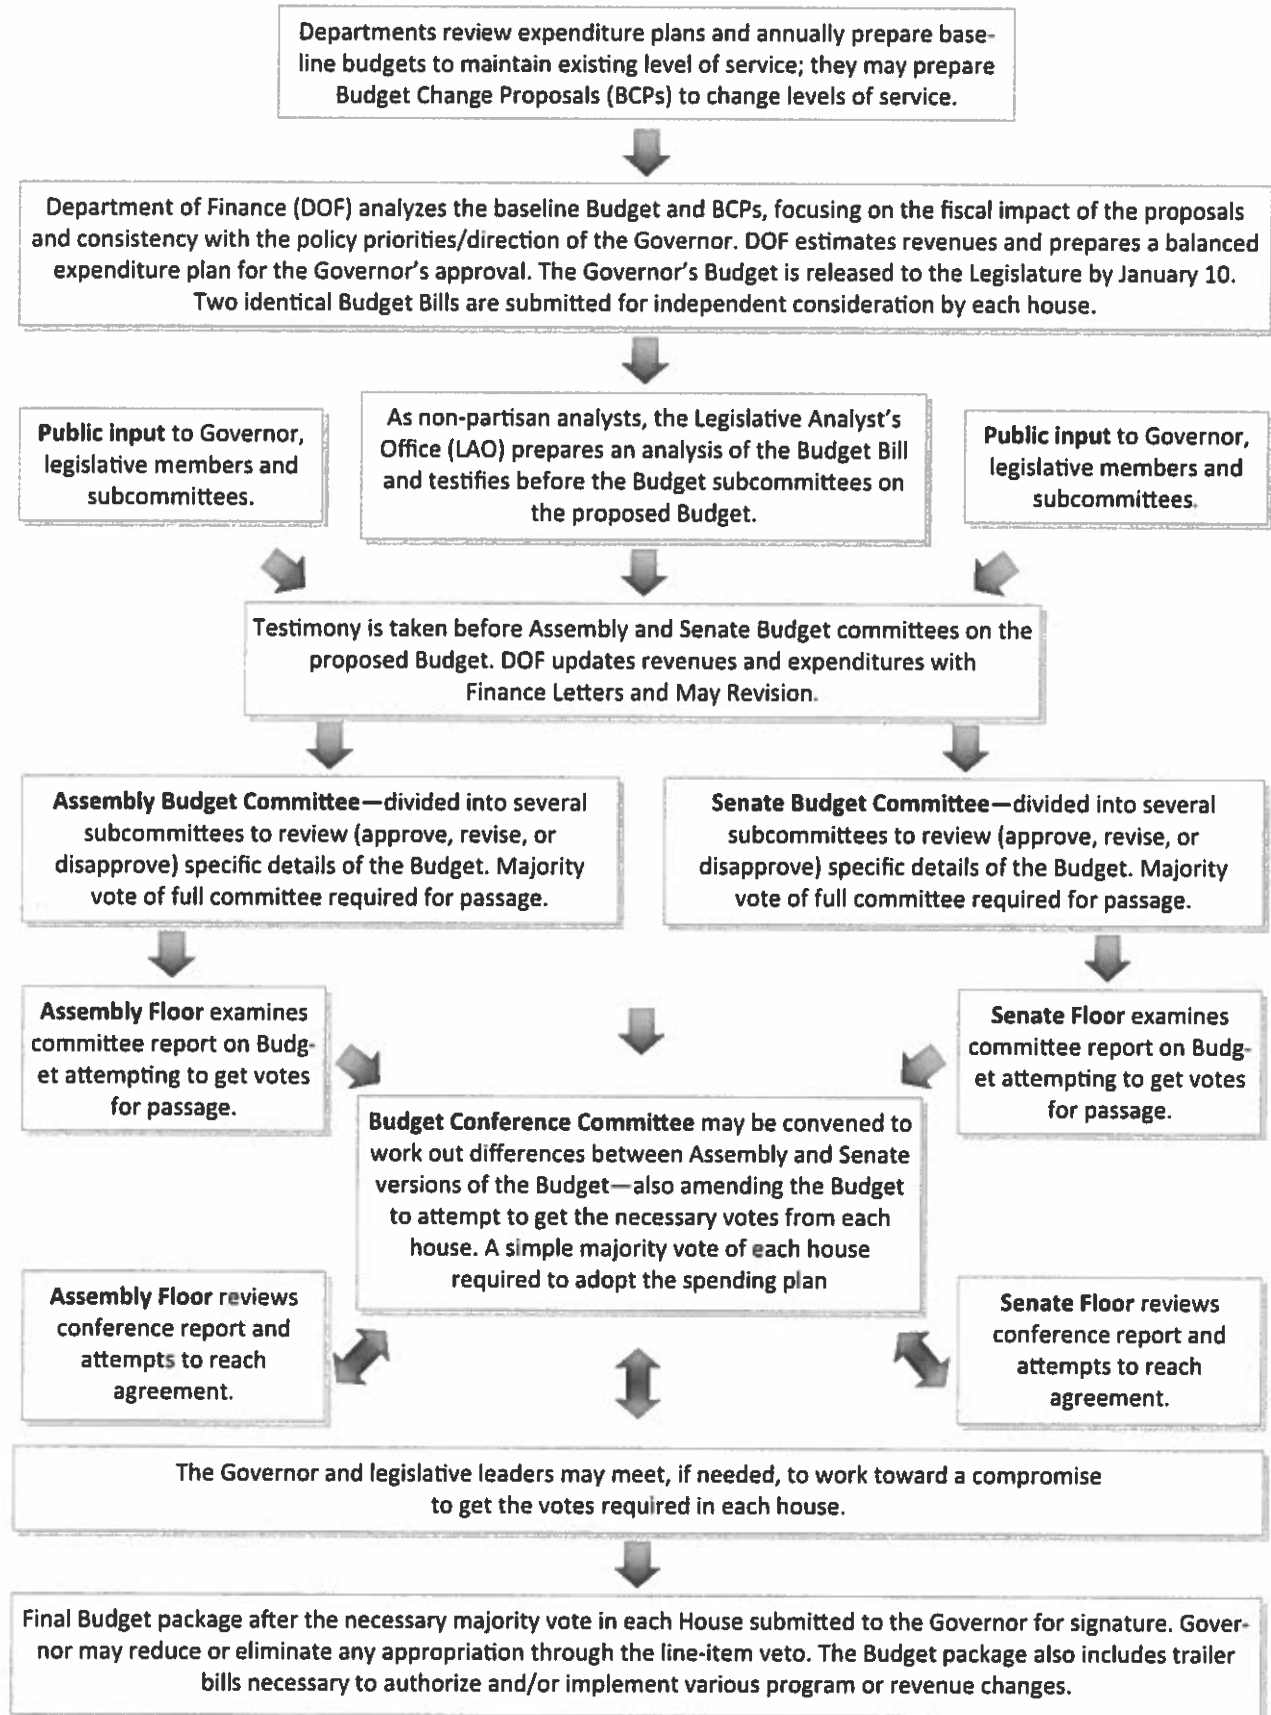 Departments review expenditure plans and annually prepare base-
line budgets to maintain existing level of service; they may prepare
Budget Change Proposals (BCPs) to change levels of service.
Department of Finance (DOF) analyzes the baseline Budget and BCPs, focusing on the fiscal impact of the proposals
and consistency with the policy priorities/direction of the Governor. DOF estimates revenues and prepares a balanced
expenditure plan for the Governor's approval. The Governor's Budget is released to the Legislature by January 10.
Two identical Budget Bills are submitted for independent consideration by each house.
Public input to Governor,
legislative members and
subcommittees.
As non-partisan analysts, the Legislative Analyst's
Office (LAO) prepares an analysis of the Budget Bill
and testifies before the Budget subcommittees on
the proposed Budget.
Public input to Governor,
legislative members and
subcommittees.
Testimony is taken before Assembly and Senate Budget committees on the
proposed Budget. DOF updates revenues and expenditures with
Finance Letters and May Revision.
Assembly Budget Committee—divided into several
subcommittees to review (approve, revise, or
disapprove) specific details of the Budget. Majority
vote of full committee required for passage.
Senate Budget Committee—divided into several
subcommittees to review (approve, revise, or
disapprove) specific details of the Budget. Majority
vote of full committee required for passage.
Assembly Floor examines
committee report on Budg-
et attempting to get votes
for passage.
Senate Floor examines
committee report on Budg-
et attempting to get votes
for passage.
Budget Conference Committee may be convened to
work out differences between Assembly and Senate
versions of the Budget—also amending the Budget
to attempt to get the necessary votes from each
house. A simple majority vote of each house
required to adopt the spending plan
Assembly Floor reviews
conference report and
attempts to reach
agreement.
Senate Floor reviews
conference report and
attempts to reach
agreement.
The Governor and legislative leaders may meet, if needed, to work toward a compromise
to get the votes required in each house.
Final Budget package after the necessary majority vote in each House submitted to the Governor for signature. Gover-
nor may reduce or eliminate any appropriation through the line-item veto. The Budget package also includes trailer
bills necessary to authorize and/or implement various program or revenue changes.